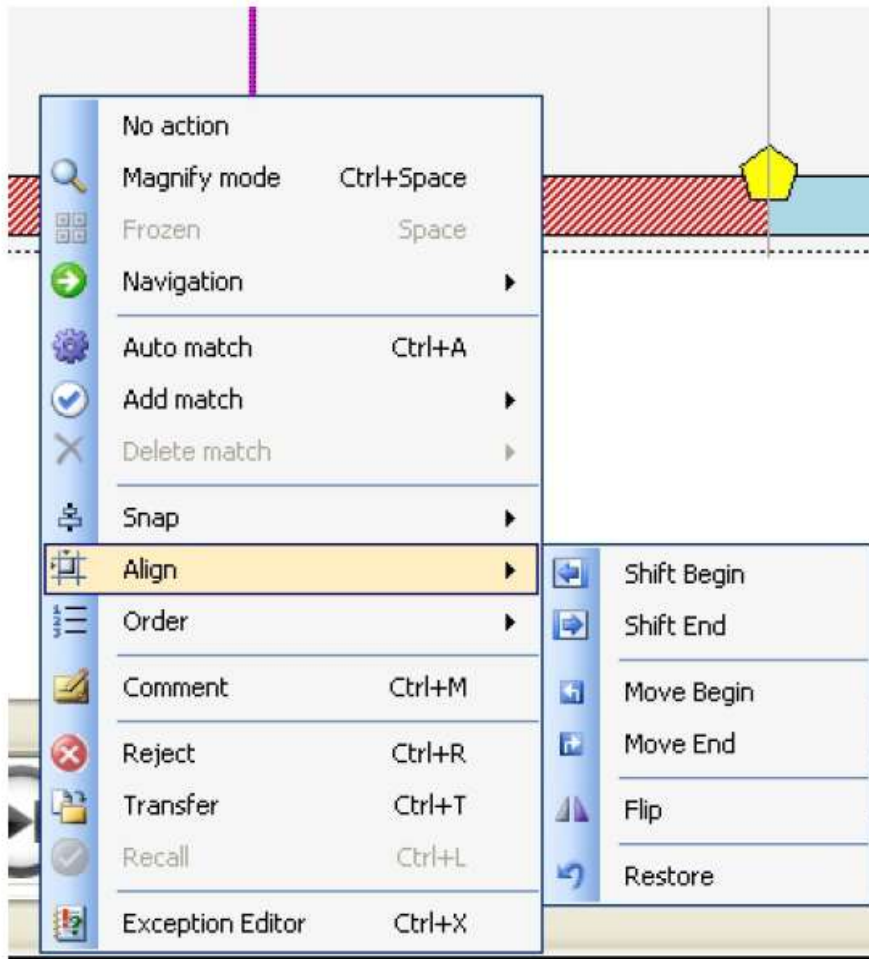 No action
Magnify mode Ctrl+Space
Frozen Space
Navigation
Auto match Ctrl+A
Add match
Delete match
Snap
Align
Order
Comment Ctrl+M
Reject Ctrl+R
Transfer Ctrl+T
Recall Ctrl+L
Exception Editor Ctrl+X
Shift Begin
Shift End
Move Begin
Move End
Flip
Restore